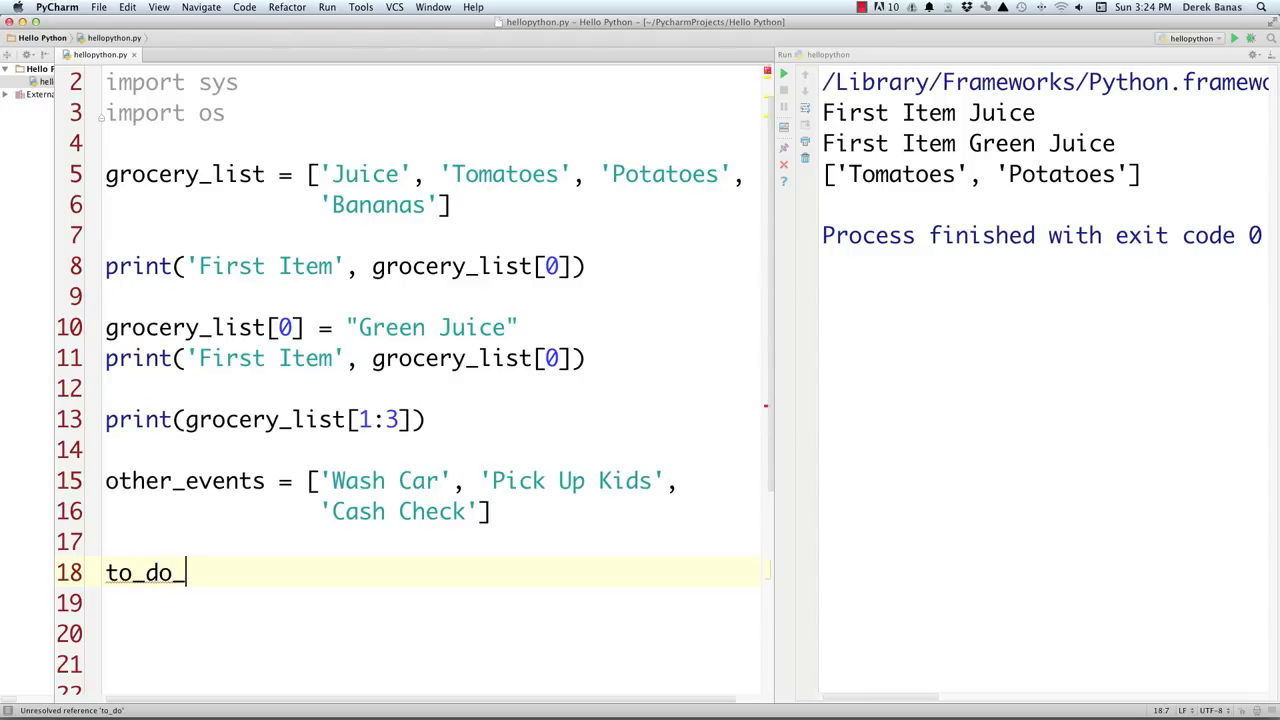 PyCharm File Edit View Navigate Code Refactor Run Tools VCS Window Help 10 Sun 3:24 PM Derek Banas
hellopython.py – Hello Python – [~/PycharmProjects/Hello Python]
Hello Python hellopython.py hellopython
hellopython.py
Run hellopython
Hello P
hell
Externa
2 import sys
3 import os
4
5 grocery_list = ['Juice', 'Tomatoes', 'Potatoes',
6 'Bananas']
7
8 print('First Item', grocery_list[0])
9
10 grocery_list[0] = "Green Juice"
11 print('First Item', grocery_list[0])
12
13 print(grocery_list[1:3])
14
15 other_events = ['Wash Car', 'Pick Up Kids',
16 'Cash Check']
17
18 to_do_
19
20
21
22
/Library/Frameworks/Python.framewo
First Item Juice
First Item Green Juice
['Tomatoes', 'Potatoes']
Process finished with exit code 0
Unresolved reference 'to_do' 18:7 LF UTF-8